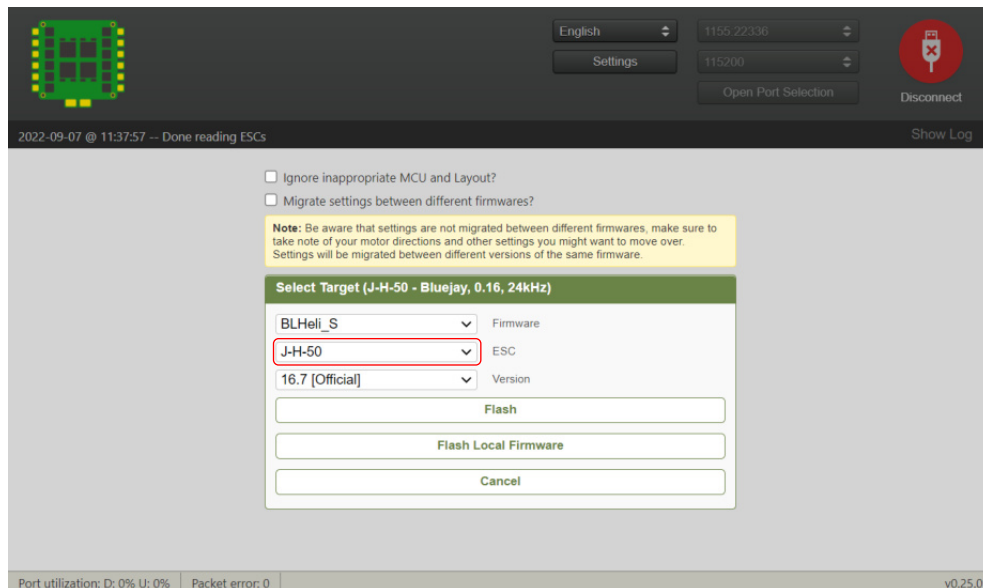 English
1155:22336
Settings
115200
Open Port Selection
Disconnect
2022-09-07 @ 11:37:57 -- Done reading ESCs
Show Log
Ignore inappropriate MCU and Layout?
Migrate settings between different firmwares?
Note: Be aware that settings are not migrated between different firmwares, make sure to
take note of your motor directions and other settings you might want to move over.
Settings will be migrated between different versions of the same firmware.
Select Target (J-H-50 - Bluejay, 0.16, 24kHz)
BLHeli_S
Firmware
J-H-50
ESC
16.7 [Official]
Version
Flash
Flash Local Firmware
Cancel
Port utilization: D: 0% U: 0%
Packet error: 0
v0.25.0